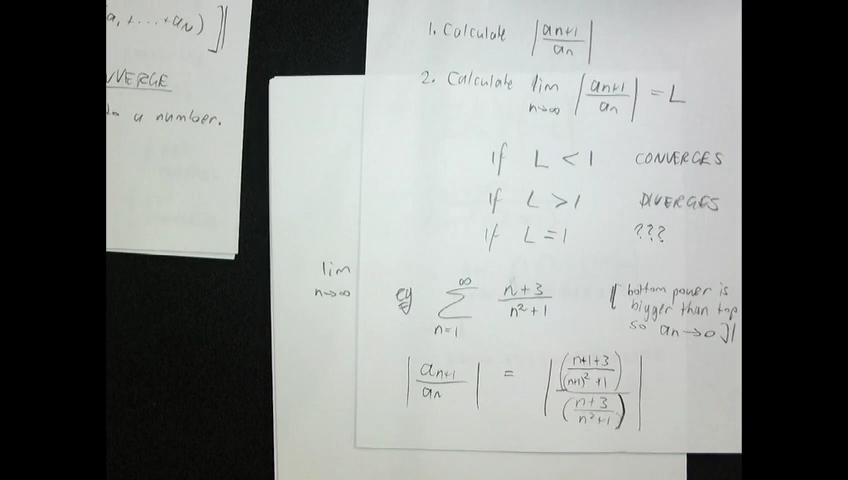 a, + ... + aN) ]]
VERGE
a number.
1. Calculate |an+1/an|
2. Calculate lim n→∞ |an+1/an| = L
If L < 1 CONVERGES
If L > 1 DIVERGES
If L = 1 ???
lim
n→∞
eg ∞ Σ n=1 n+3/n²+1
[[ bottom power is
bigger than top
so an → 0 ]]
|an+1/an| = |((n+1+3)/((n+1)²+1))/((n+3)/(n²+1))|